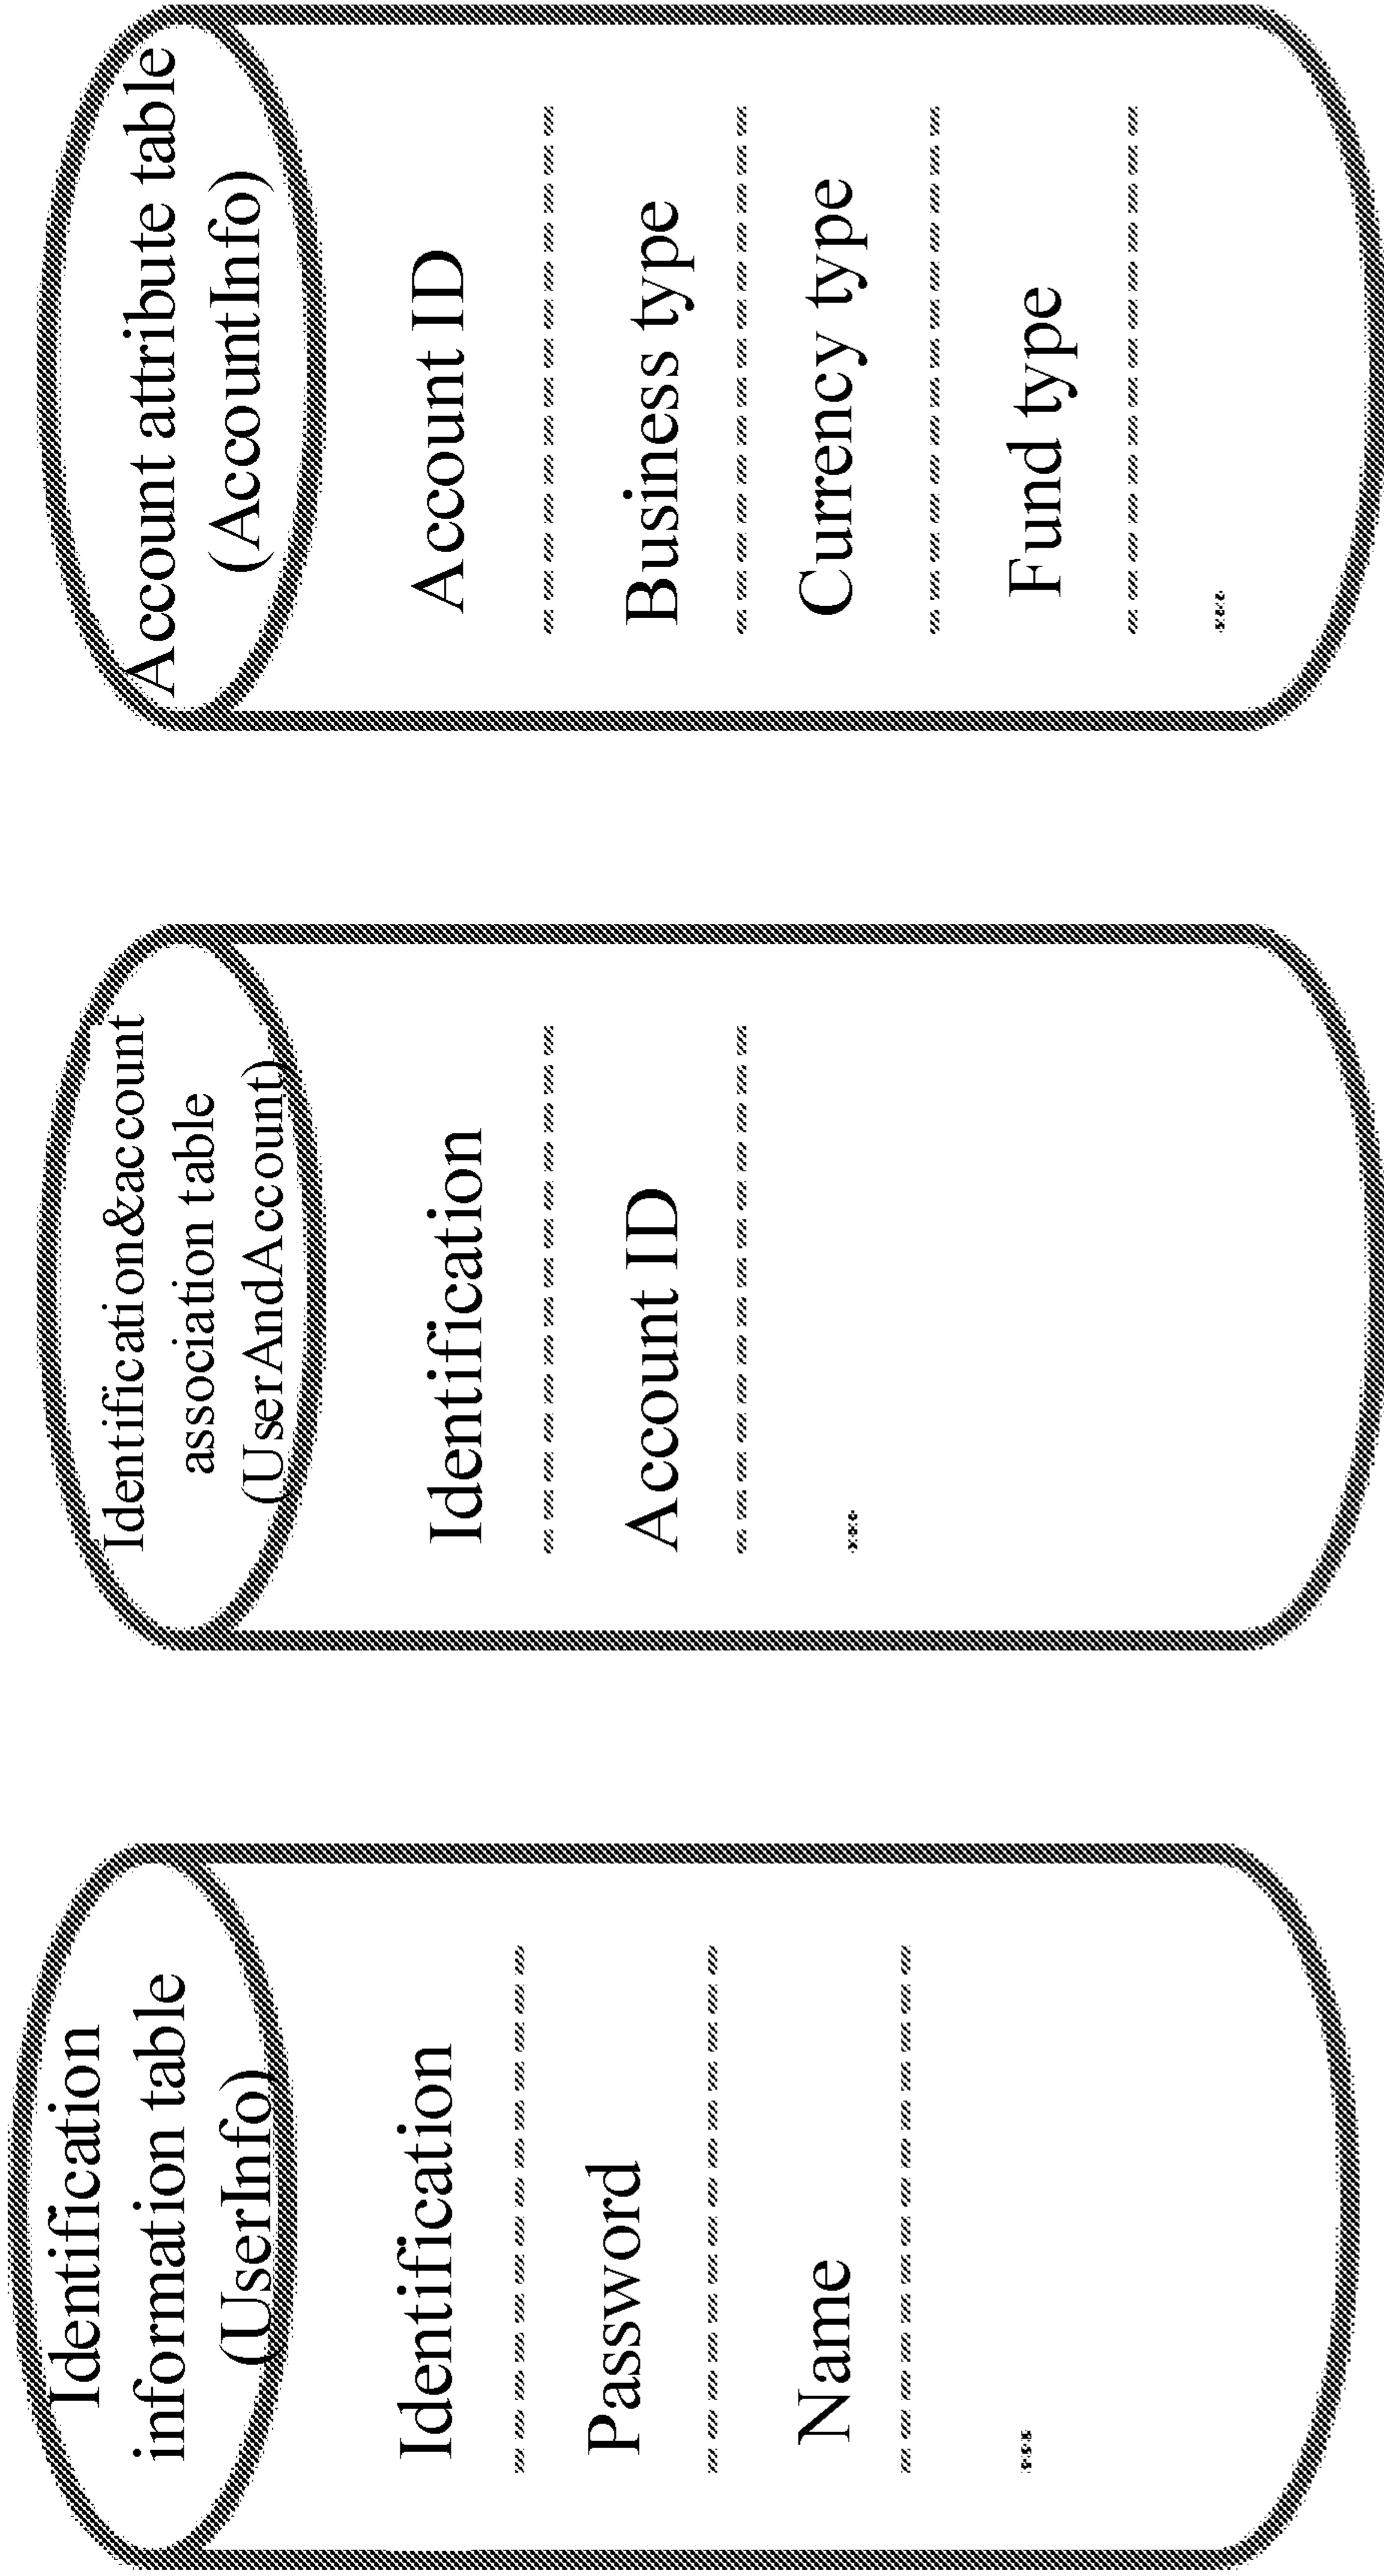 Identification
information table
(UserInfo)
Identification
Password
Name
...
Identification&account
association table
(UserAndAccount)
Identification
Account ID
...
Account attribute table
(AccountInfo)
Account ID
Business type
Currency type
Fund type
...